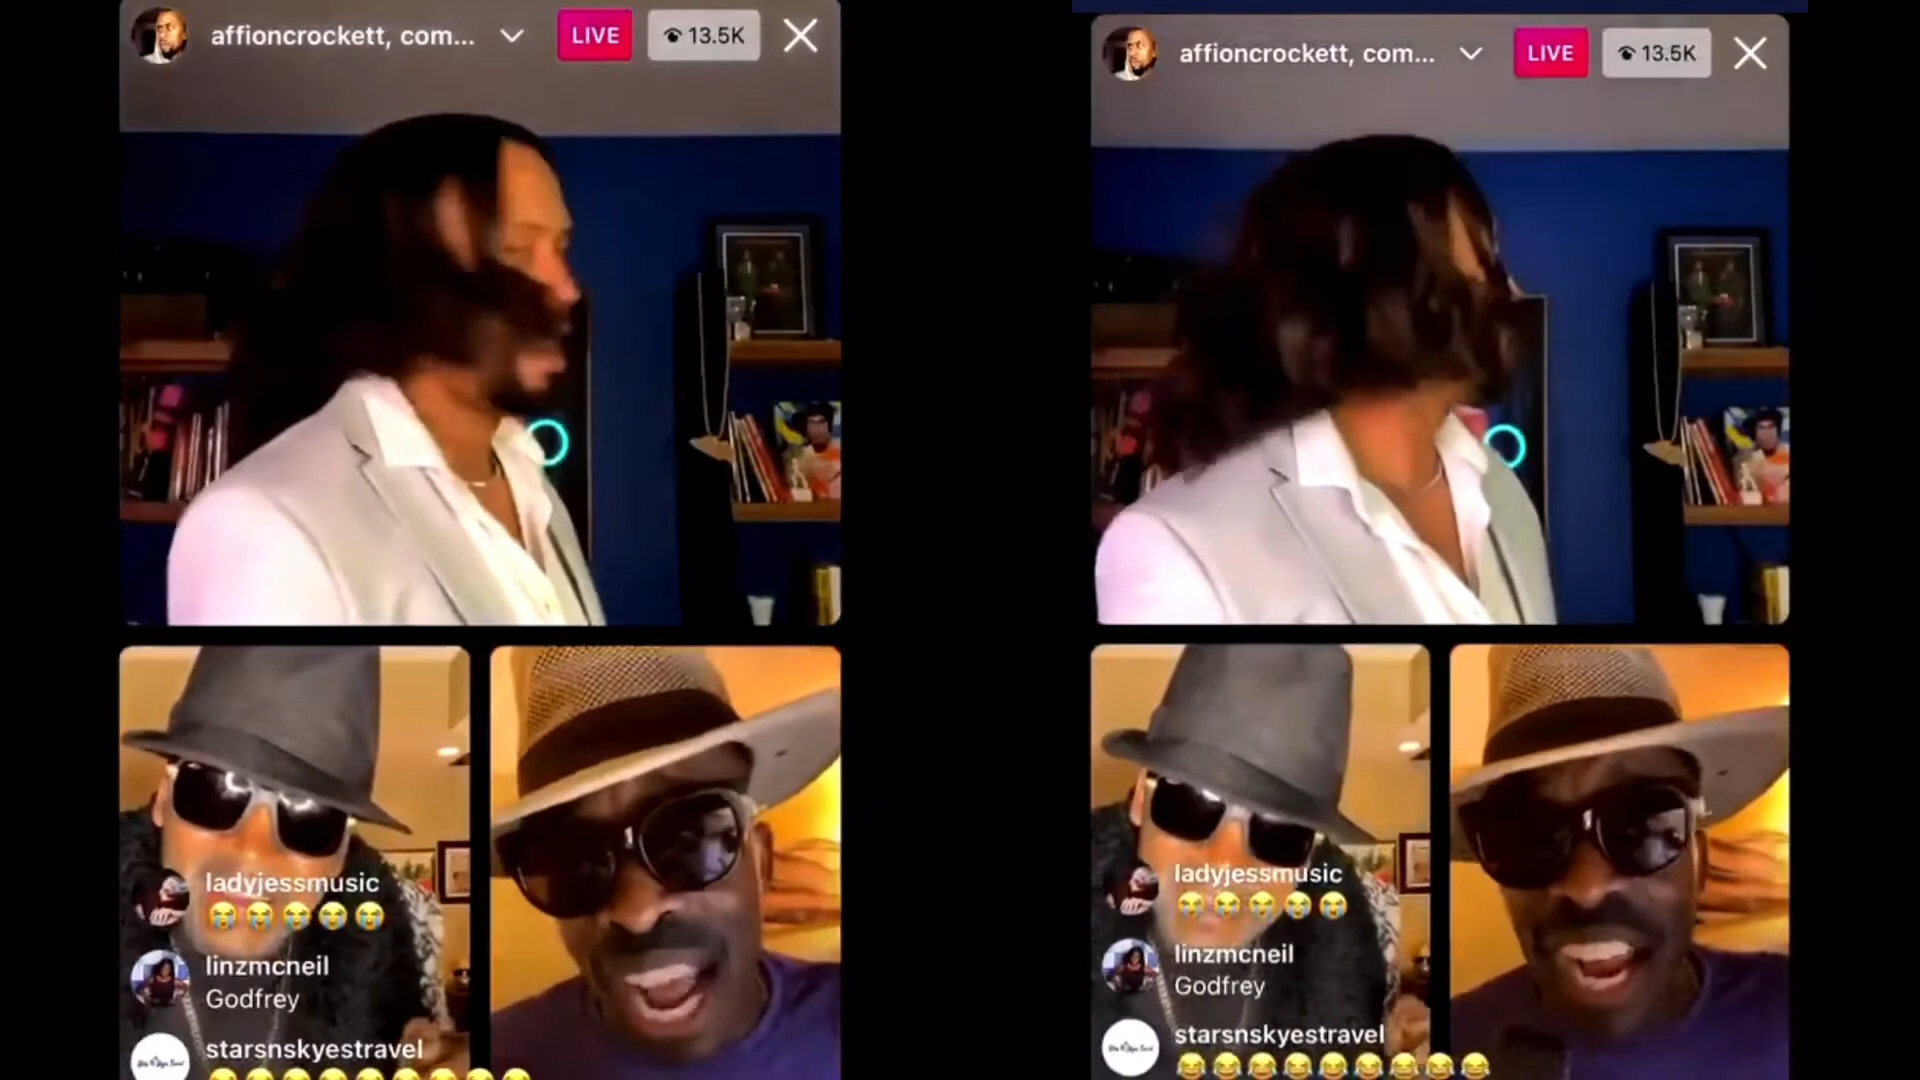 affioncrockett, com...
LIVE
13.5K
ladyjessmusic
😭😭😭😭😭
linzmcneil
Godfrey
starsnskyestravel
😂😂😂😂😂😂😂😂😂
affioncrockett, com...
LIVE
13.5K
ladyjessmusic
😭😭😭😭😭
linzmcneil
Godfrey
starsnskyestravel
😂😂😂😂😂😂😂😂😂